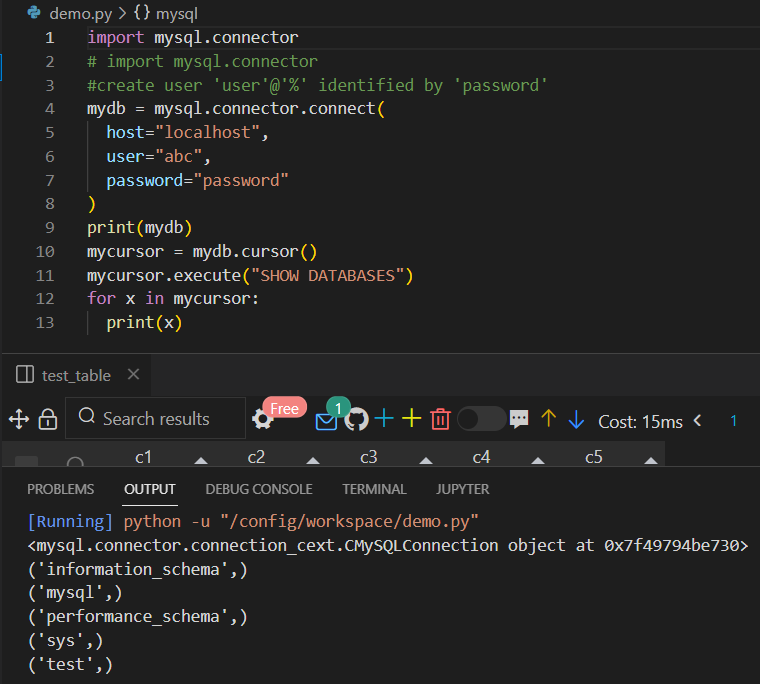 demo.py > {} mysql
1 import mysql.connector
2 # import mysql.connector
3 #create user 'user'@'%' identified by 'password'
4 mydb = mysql.connector.connect(
5   host="localhost",
6   user="abc",
7   password="password"
8 )
9 print(mydb)
10 mycursor = mydb.cursor()
11 mycursor.execute("SHOW DATABASES")
12 for x in mycursor:
13   print(x)
test_table
Search results Free 1 Cost: 15ms < 1
c1 c2 c3 c4 c5
PROBLEMS OUTPUT DEBUG CONSOLE TERMINAL JUPYTER
[Running] python -u "/config/workspace/demo.py"
<mysql.connector.connection_cext.CMySQLConnection object at 0x7f49794be730>
('information_schema',)
('mysql',)
('performance_schema',)
('sys',)
('test',)